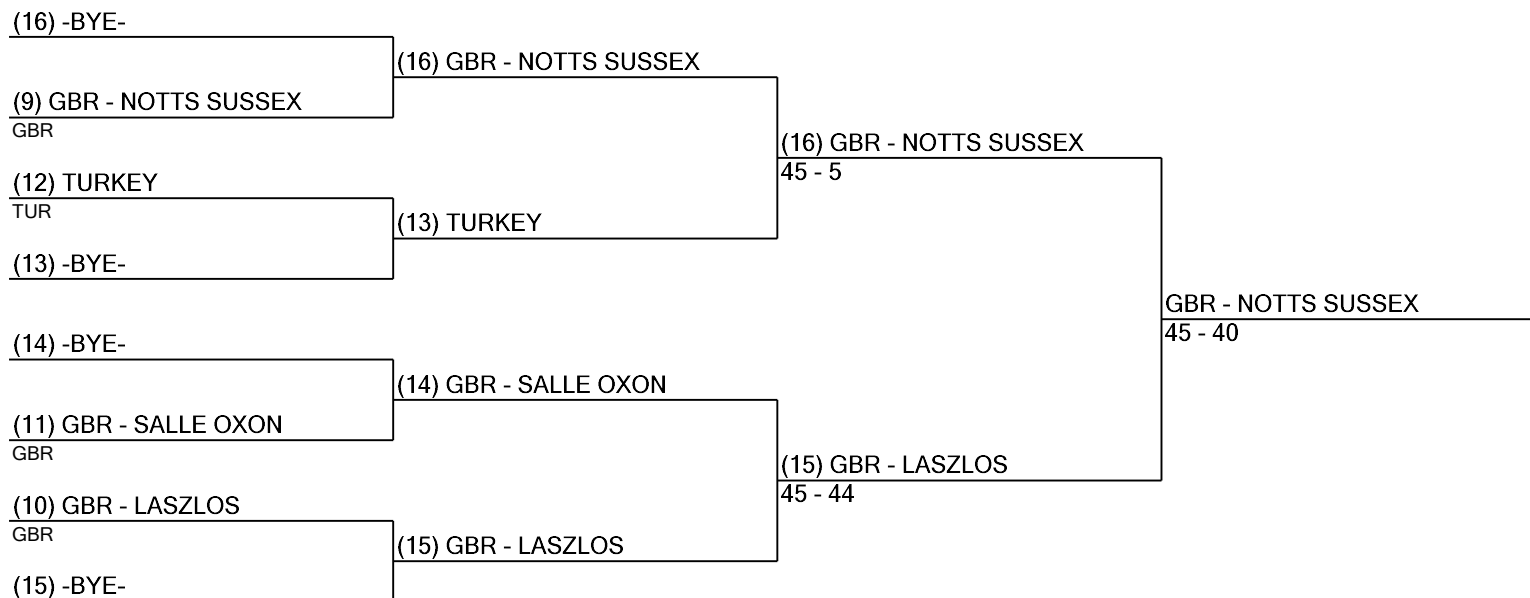 (16) -BYE-
(16) GBR - NOTTS SUSSEX
(9) GBR - NOTTS SUSSEX
GBR
(16) GBR - NOTTS SUSSEX
45 - 5
(12) TURKEY
TUR
(13) TURKEY
(13) -BYE-
GBR - NOTTS SUSSEX
45 - 40
(14) -BYE-
(14) GBR - SALLE OXON
(11) GBR - SALLE OXON
GBR
(15) GBR - LASZLOS
45 - 44
(10) GBR - LASZLOS
GBR
(15) GBR - LASZLOS
(15) -BYE-